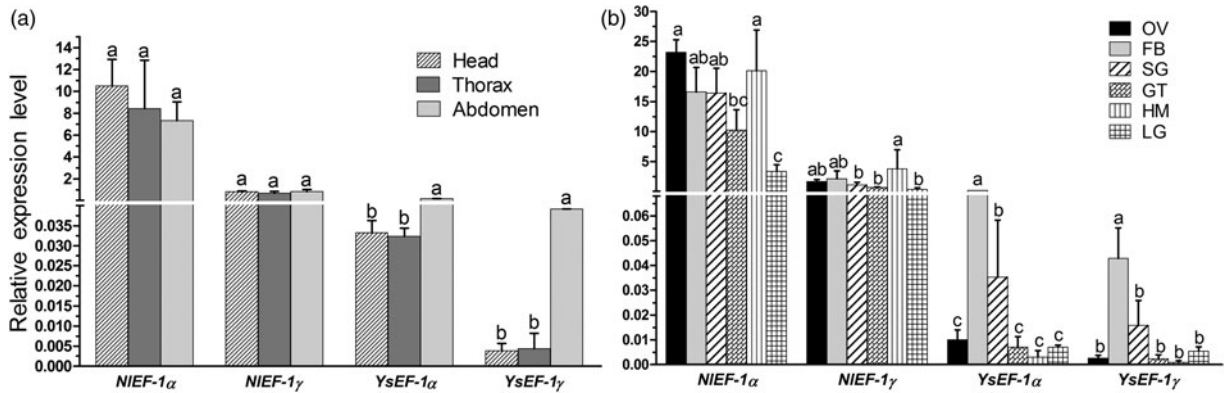 (a)
Relative expression level
14
12
10
8
6
4
2
0.035
0.030
0.025
0.020
0.015
0.010
0.005
0.000
a a a
a a a
b b a
b b a
Head
Thorax
Abdomen
NlEF-1α NlEF-1γ YsEF-1α YsEF-1γ
(b)
30
25
20
15
10
5
0.06
0.05
0.04
0.03
0.02
0.01
0.00
a ab ab bc a c
ab ab b b a b
c a b c c c
b a b b b b
OV
FB
SG
GT
HM
LG
NlEF-1α NlEF-1γ YsEF-1α YsEF-1γ